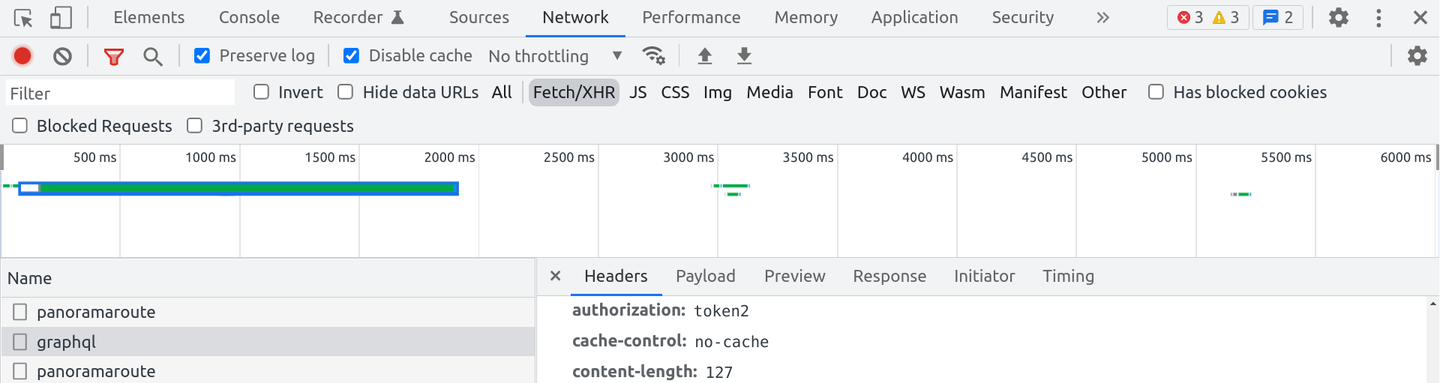 Elements Console Recorder Sources Network Performance Memory Application Security » 3 3 2
Preserve log Disable cache No throttling
Filter Invert Hide data URLs All Fetch/XHR JS CSS Img Media Font Doc WS Wasm Manifest Other Has blocked cookies
Blocked Requests 3rd-party requests
500 ms 1000 ms 1500 ms 2000 ms 2500 ms 3000 ms 3500 ms 4000 ms 4500 ms 5000 ms 5500 ms 6000 ms
Name
Headers Payload Preview Response Initiator Timing
panoramaroute
authorization: token2
graphql
cache-control: no-cache
panoramaroute
content-length: 127